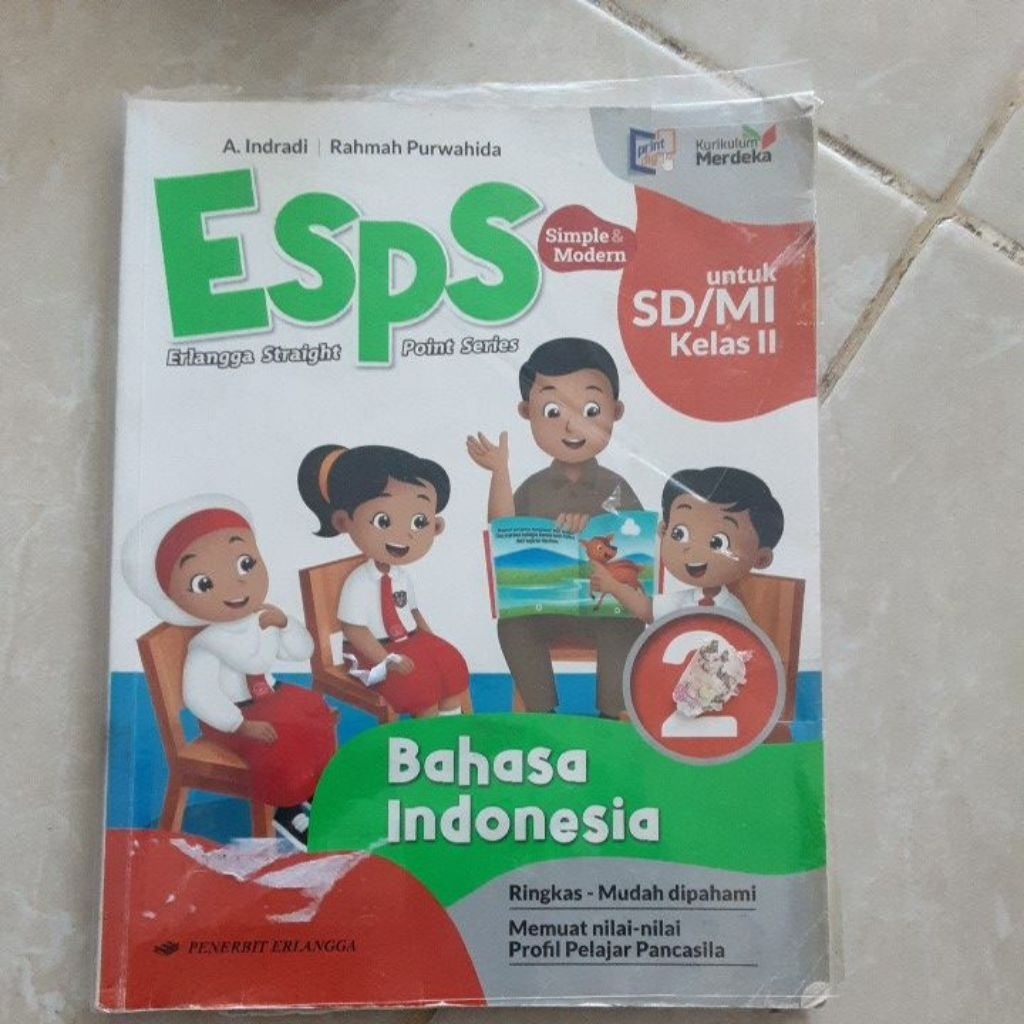 A. Indradi | Rahmah Purwahida
print
Kurikulum
Merdeka
ESpS
Simple &
Modern
Erlangga Straight Point Series
untuk
SD/MI
Kelas II
2
Bahasa
Indonesia
Ringkas - Mudah dipahami
Memuat nilai-nilai
Profil Pelajar Pancasila
PENERBIT ERLANGGA